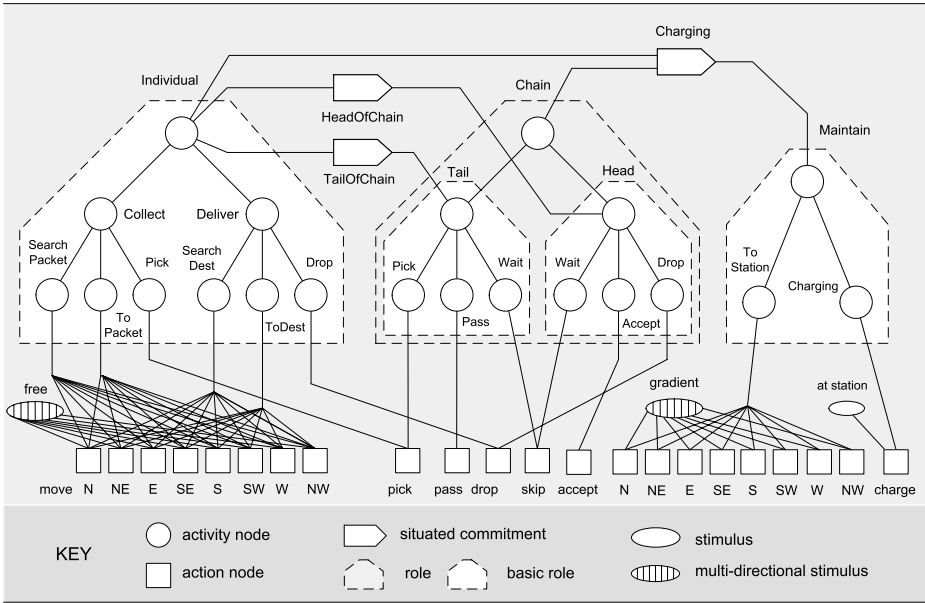 Charging
Individual
Chain
HeadOfChain
Maintain
TailOfChain
Tail
Head
Collect
Deliver
Search
Packet
Pick
Search
Dest
Drop
Pick
Wait
Wait
Drop
To
Station
Charging
To
Packet
ToDest
Pass
Accept
free
gradient
at station
move N NE E SE S SW W NW pick pass drop skip accept N NE E SE S SW W NW charge
KEY
activity node
situated commitment
stimulus
action node
role
basic role
multi-directional stimulus